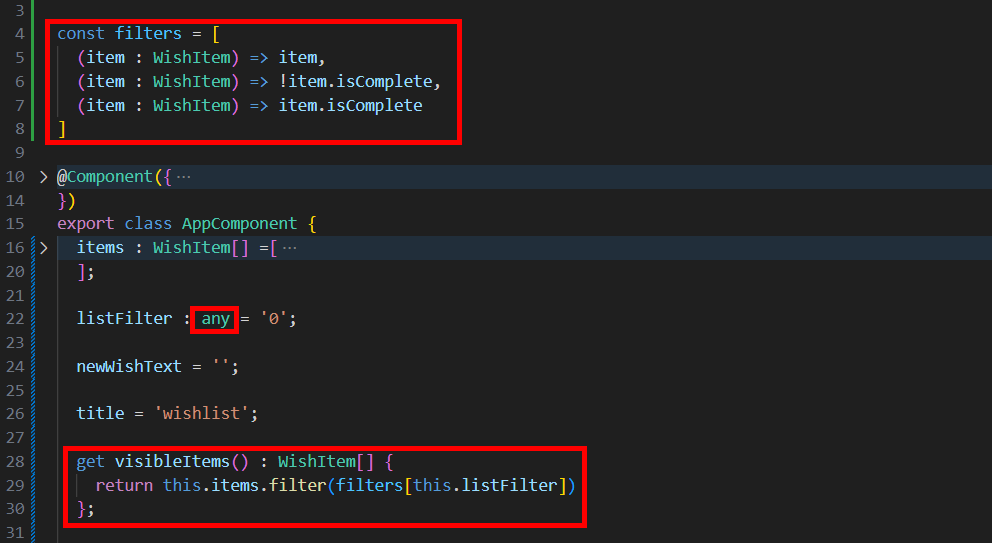 3
4 const filters = [
5 (item : WishItem) => item,
6 (item : WishItem) => !item.isComplete,
7 (item : WishItem) => item.isComplete
8 ]
9
10 > @Component({ ···
14 })
15 export class AppComponent {
16 > items : WishItem[] =[ ···
20 ];
21
22 listFilter : any = '0';
23
24 newWishText = '';
25
26 title = 'wishlist';
27
28 get visibleItems() : WishItem[] {
29 return this.items.filter(filters[this.listFilter])
30 };
31